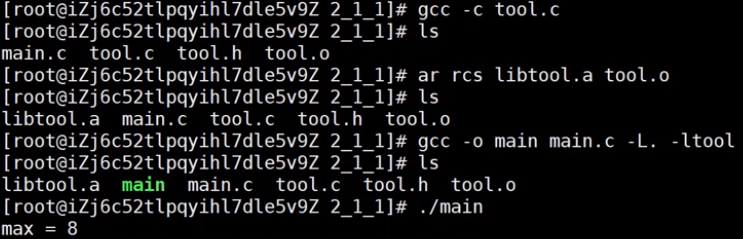 [root@iZj6c52tlpqyihl7dle5v9Z 2_1_1]# gcc -c tool.c
[root@iZj6c52tlpqyihl7dle5v9Z 2_1_1]# ls
main.c  tool.c  tool.h  tool.o
[root@iZj6c52tlpqyihl7dle5v9Z 2_1_1]# ar rcs libtool.a tool.o
[root@iZj6c52tlpqyihl7dle5v9Z 2_1_1]# ls
libtool.a  main.c  tool.c  tool.h  tool.o
[root@iZj6c52tlpqyihl7dle5v9Z 2_1_1]# gcc -o main main.c -L. -ltool
[root@iZj6c52tlpqyihl7dle5v9Z 2_1_1]# ls
libtool.a  main  main.c  tool.c  tool.h  tool.o
[root@iZj6c52tlpqyihl7dle5v9Z 2_1_1]# ./main
max = 8